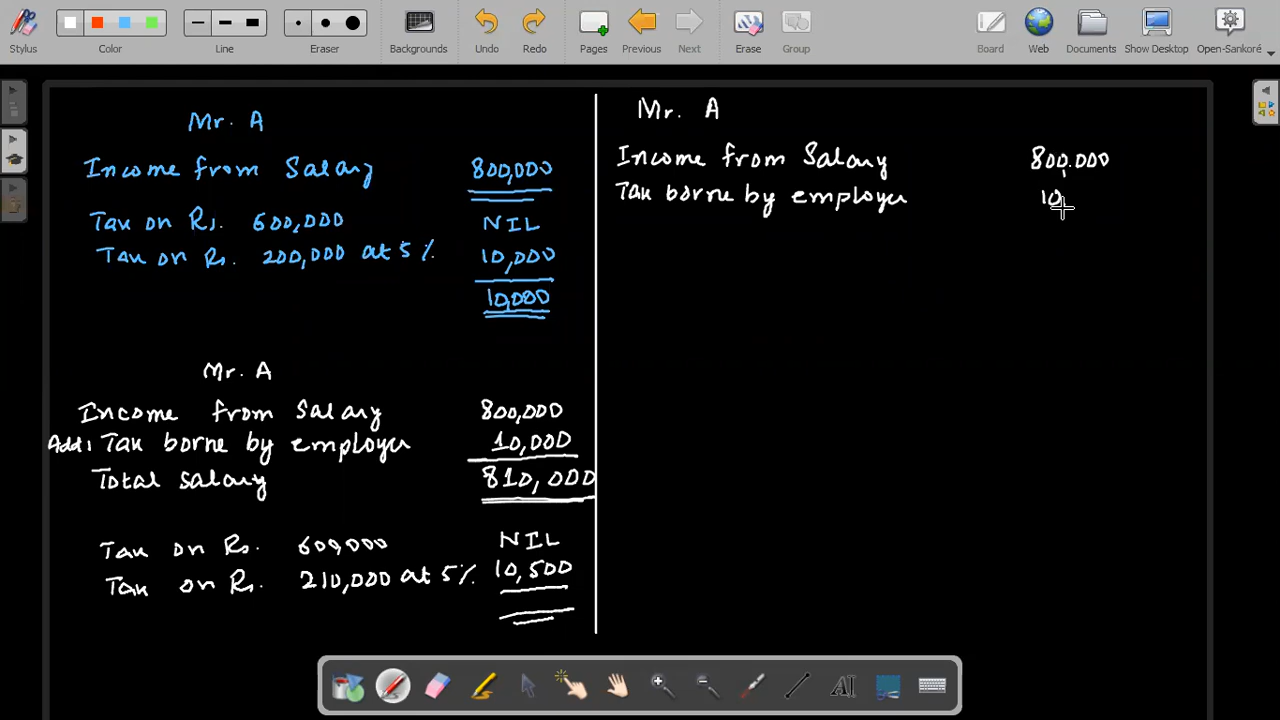 Stylus
Color
Line
Eraser
Backgrounds
Undo
Redo
Pages
Previous
Next
Erase
Group
Board
Web
Documents
Show Desktop
Open-Sankoré
Mr. A
Income from Salary 800,000
Tax on Rs. 600,000 NIL
Tax on Rs. 200,000 at 5% 10,000
10,000
Mr. A
Income from Salary 800,000
Add: Tax borne by employer 10,000
Total salary 810,000
Tax on Rs. 600,000 NIL
Tax on Rs. 210,000 at 5% 10,500
Mr. A
Income from Salary 800,000
Tax borne by employer 10